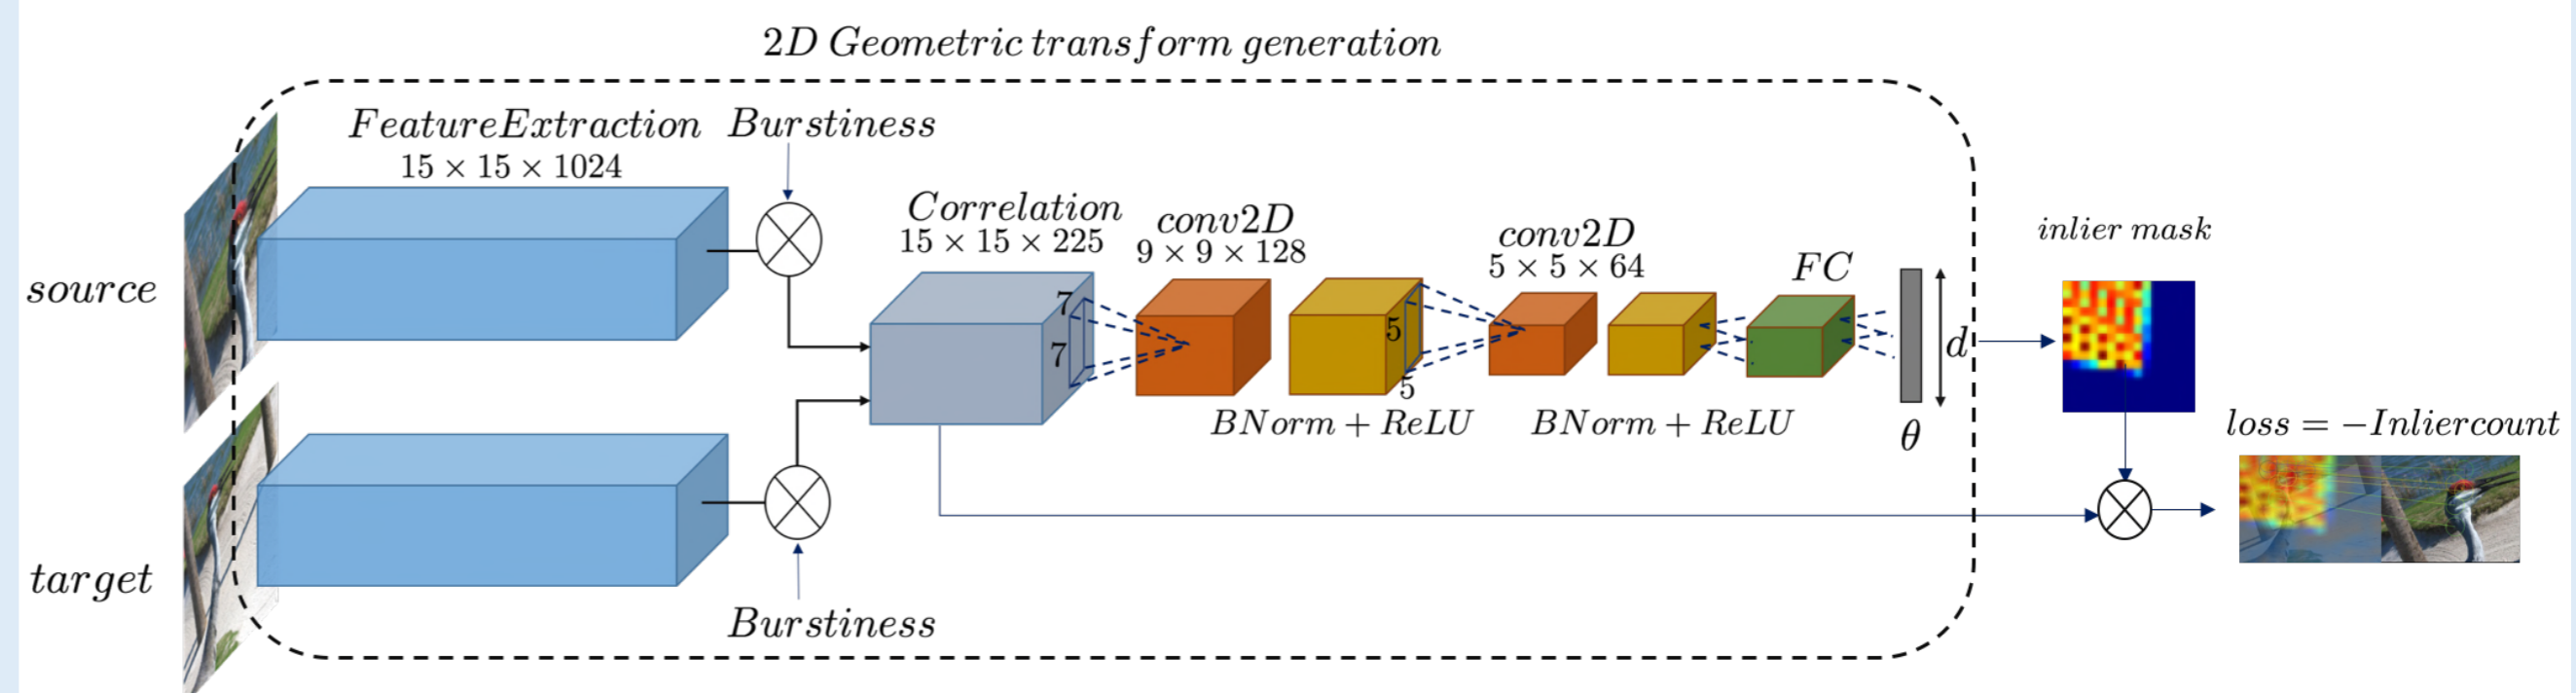 2D Geometric transform generation
FeatureExtraction
15 × 15 × 1024
Burstiness
source
Correlation
15 × 15 × 225
conv2D
9 × 9 × 128
conv2D
5 × 5 × 64
FC
inlier mask
7
7
5
5
d
BNorm + ReLU
BNorm + ReLU
θ
loss = −Inliercount
target
Burstiness